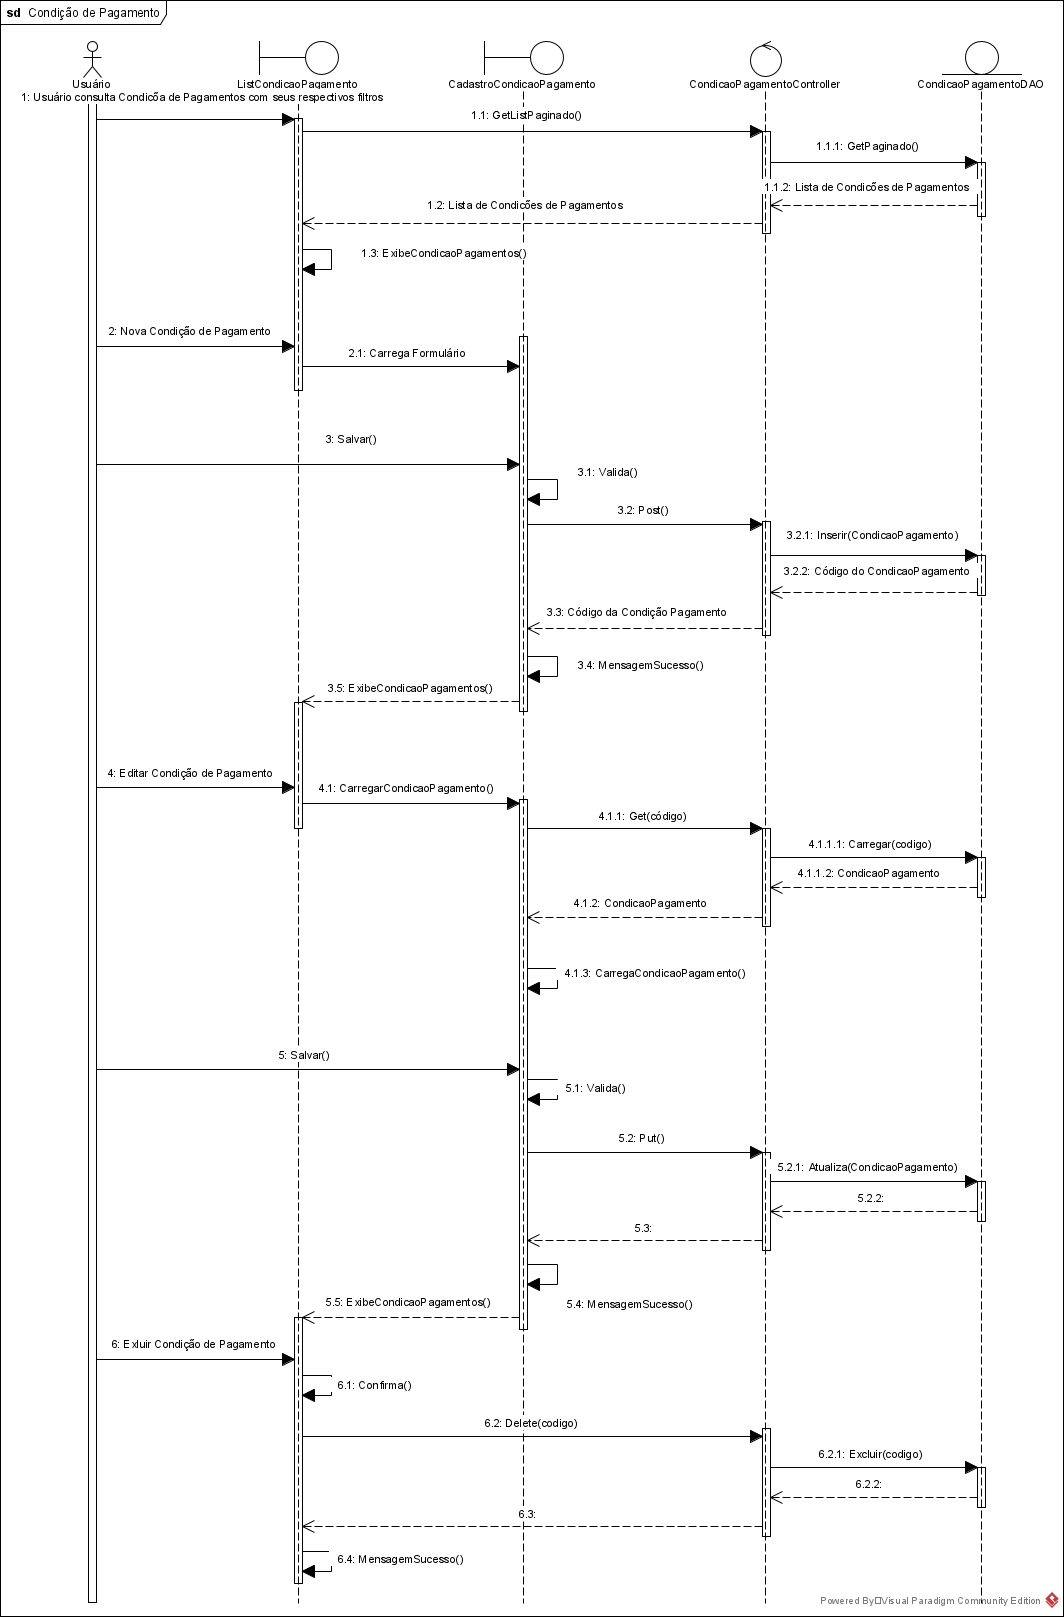 sd Condição de Pagamento
Usuário
ListCondicaoPagamento
CadastroCondicaoPagamento
CondicaoPagamentoController
CondicaoPagamentoDAO
1: Usuário consulta Condicõa de Pagamentos com seus respectivos filtros
1.1: GetListPaginado()
1.1.1: GetPaginado()
1.1.2: Lista de Condicões de Pagamentos
1.2: Lista de Condicões de Pagamentos
1.3: ExibeCondicaoPagamentos()
2: Nova Condição de Pagamento
2.1: Carrega Formulário
3: Salvar()
3.1: Valida()
3.2: Post()
3.2.1: Inserir(CondicaoPagamento)
3.2.2: Código do CondicaoPagamento
3.3: Código da Condição Pagamento
3.4: MensagemSucesso()
3.5: ExibeCondicaoPagamentos()
4: Editar Condição de Pagamento
4.1: CarregarCondicaoPagamento()
4.1.1: Get(código)
4.1.1.1: Carregar(codigo)
4.1.1.2: CondicaoPagamento
4.1.2: CondicaoPagamento
4.1.3: CarregaCondicaoPagamento()
5: Salvar()
5.1: Valida()
5.2: Put()
5.2.1: Atualiza(CondicaoPagamento)
5.2.2:
5.3:
5.4: MensagemSucesso()
5.5: ExibeCondicaoPagamentos()
6: Exluir Condição de Pagamento
6.1: Confirma()
6.2: Delete(codigo)
6.2.1: Excluir(codigo)
6.2.2:
6.3:
6.4: MensagemSucesso()
Powered By□Visual Paradigm Community Edition